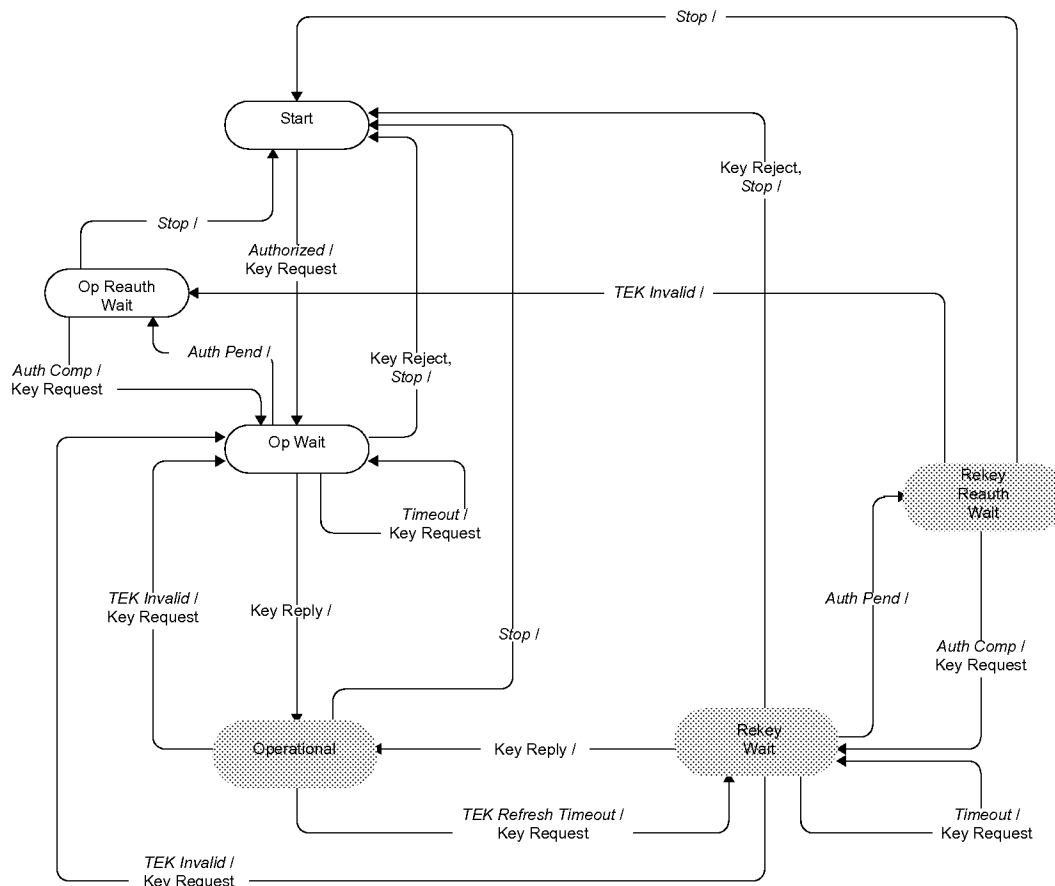 Stop /
Start
Key Reject,
Stop /
Stop /
Authorized /
Key Request
Op Reauth
Wait
TEK Invalid /
Auth Pend /
Key Reject,
Stop /
Auth Comp /
Key Request
Op Wait
Rekey
Reauth
Wait
Timeout /
Key Request
TEK Invalid /
Key Request
Key Reply /
Auth Pend /
Stop /
Auth Comp /
Key Request
Operational
Key Reply /
Rekey
Wait
TEK Refresh Timeout /
Key Request
Timeout /
Key Request
TEK Invalid /
Key Request